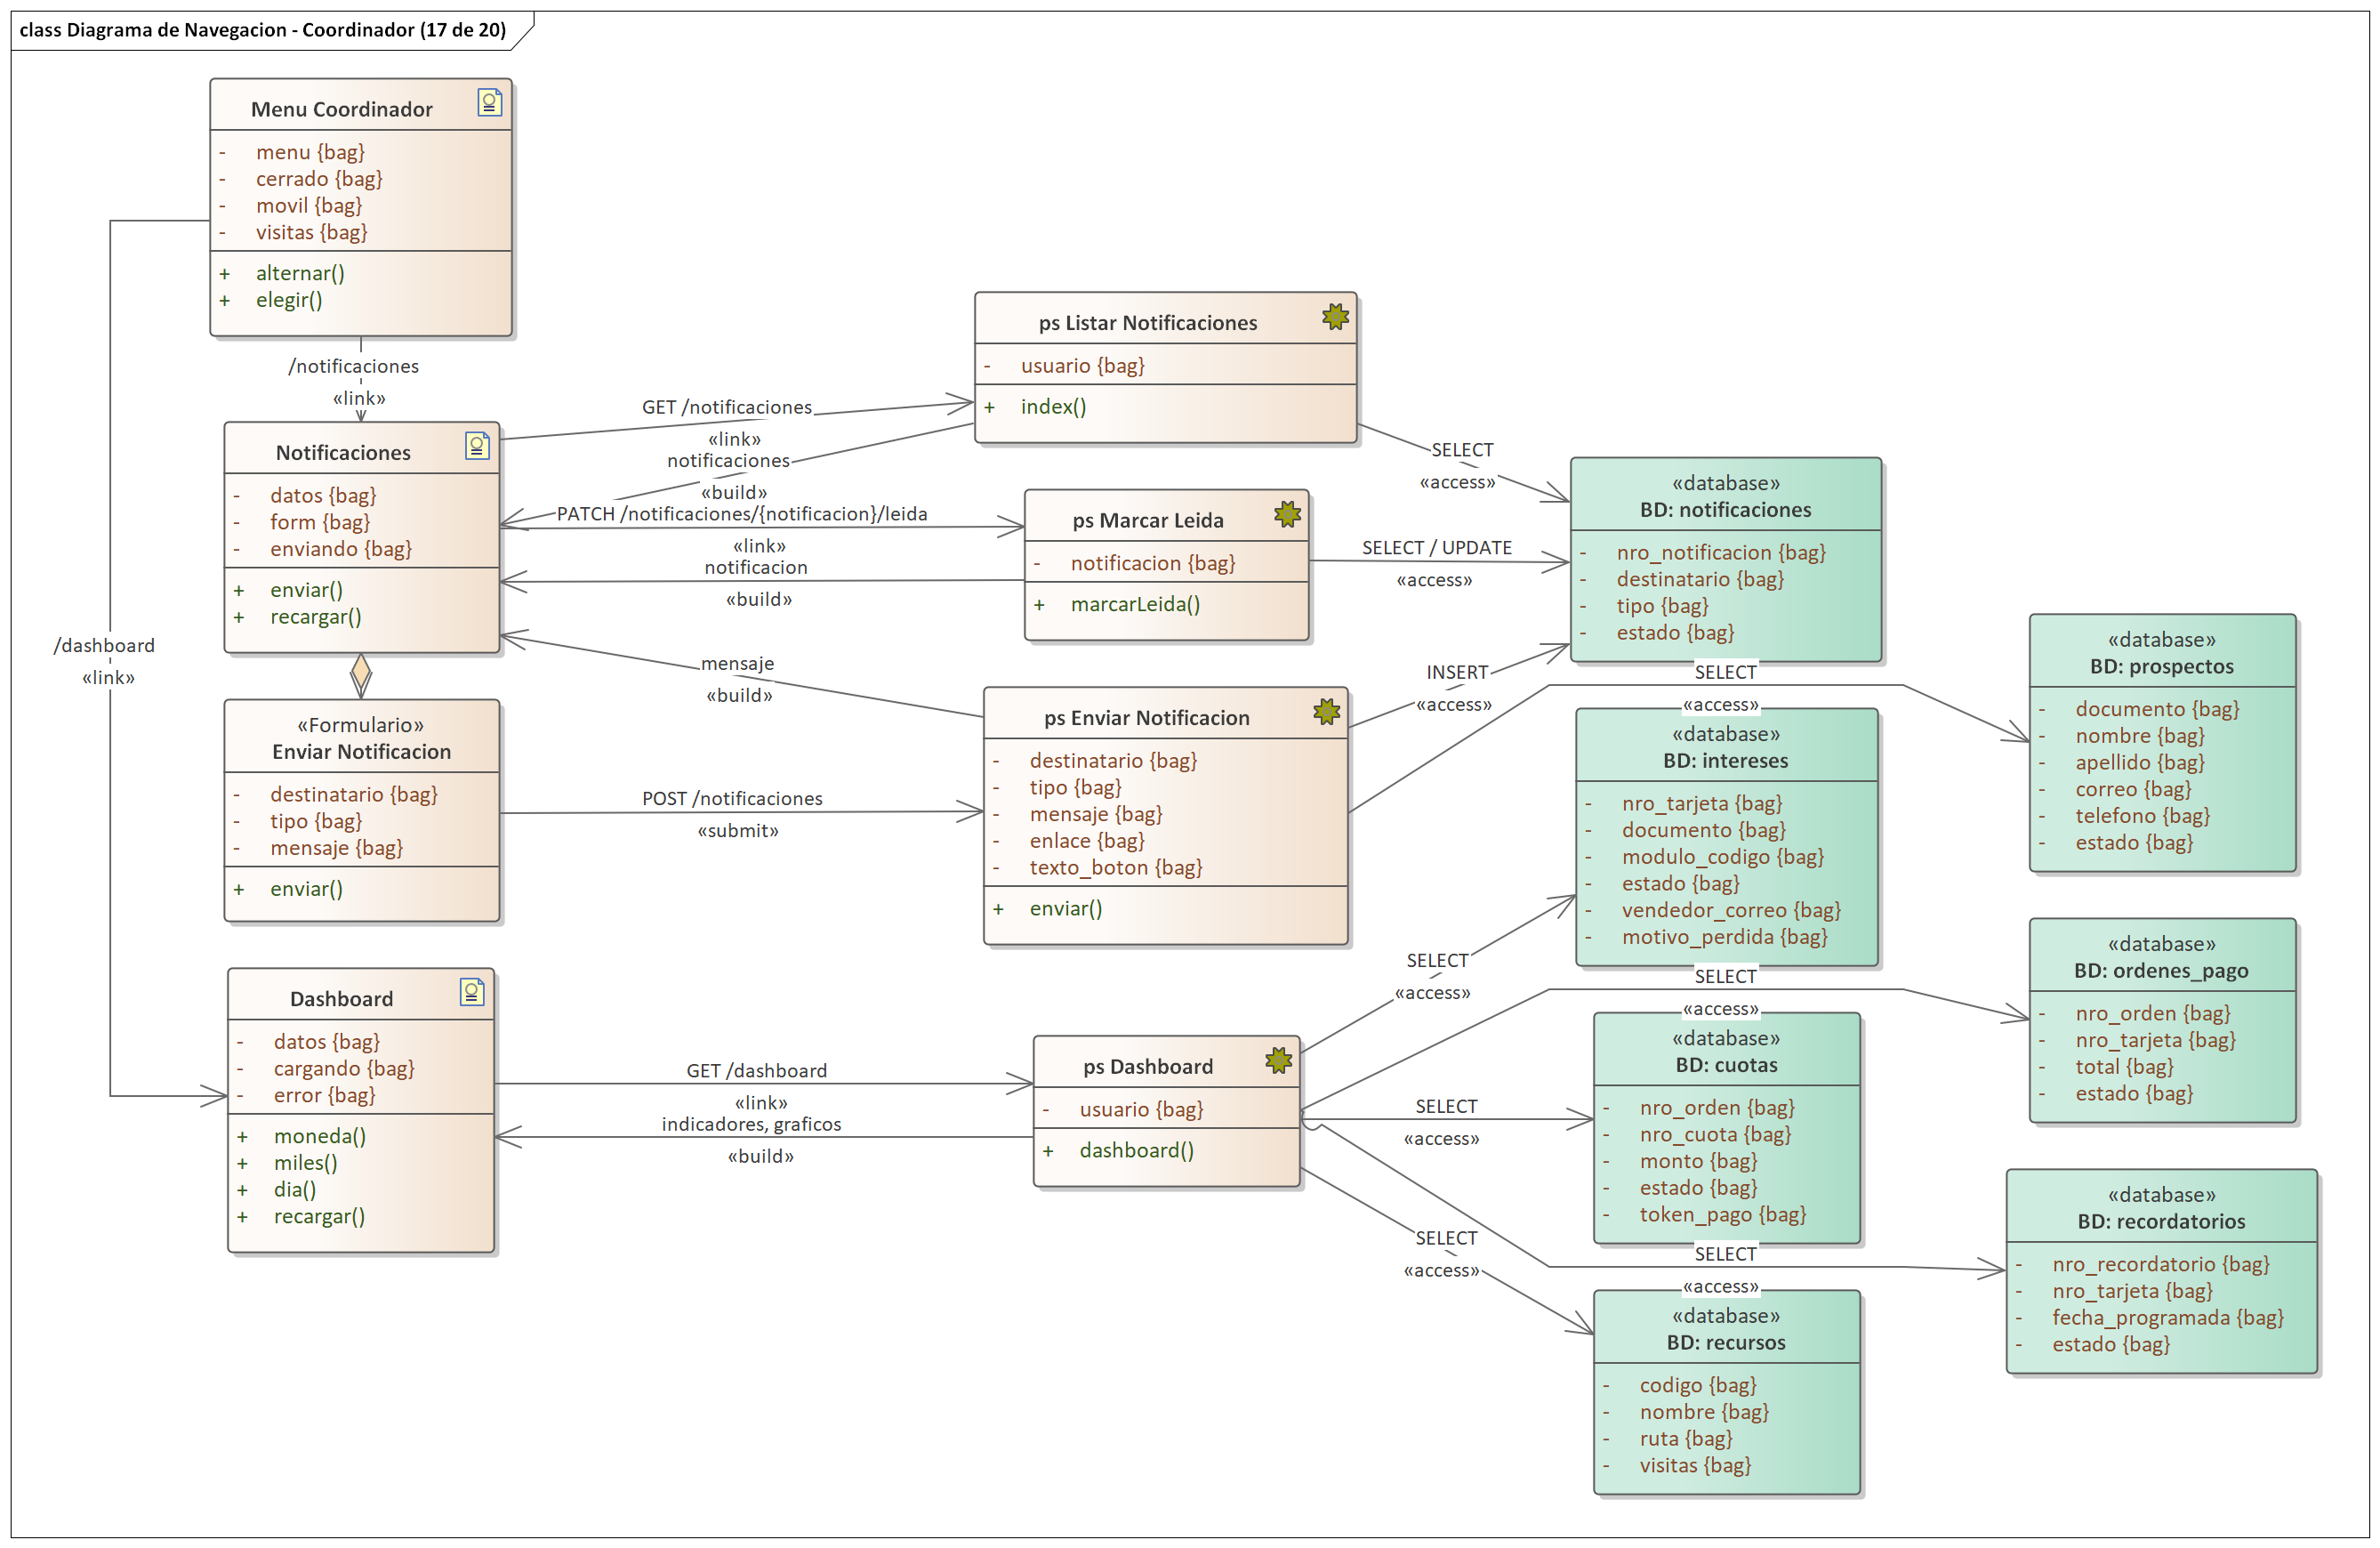 class Diagrama de Navegacion - Coordinador (17 de 20)
Menu Coordinador
- menu {bag}
- cerrado {bag}
- movil {bag}
- visitas {bag}
+ alternar()
+ elegir()
/notificaciones
«link»
/dashboard
«link»
Notificaciones
- datos {bag}
- form {bag}
- enviando {bag}
+ enviar()
+ recargar()
«Formulario»
Enviar Notificacion
- destinatario {bag}
- tipo {bag}
- mensaje {bag}
+ enviar()
Dashboard
- datos {bag}
- cargando {bag}
- error {bag}
+ moneda()
+ miles()
+ dia()
+ recargar()
GET /notificaciones
«link»
notificaciones
«build»
PATCH /notificaciones/{notificacion}/leida
«link»
notificacion
«build»
mensaje
«build»
POST /notificaciones
«submit»
GET /dashboard
«link»
indicadores, graficos
«build»
ps Listar Notificaciones
- usuario {bag}
+ index()
ps Marcar Leida
- notificacion {bag}
+ marcarLeida()
ps Enviar Notificacion
- destinatario {bag}
- tipo {bag}
- mensaje {bag}
- enlace {bag}
- texto_boton {bag}
+ enviar()
ps Dashboard
- usuario {bag}
+ dashboard()
SELECT
«access»
SELECT / UPDATE
«access»
INSERT
«access»
SELECT
«access»
SELECT
«access»
SELECT
«access»
SELECT
«access»
SELECT
«access»
SELECT
«access»
«database»
BD: notificaciones
- nro_notificacion {bag}
- destinatario {bag}
- tipo {bag}
- estado {bag}
«database»
BD: intereses
- nro_tarjeta {bag}
- documento {bag}
- modulo_codigo {bag}
- estado {bag}
- vendedor_correo {bag}
- motivo_perdida {bag}
«database»
BD: cuotas
- nro_orden {bag}
- nro_cuota {bag}
- monto {bag}
- estado {bag}
- token_pago {bag}
«database»
BD: recursos
- codigo {bag}
- nombre {bag}
- ruta {bag}
- visitas {bag}
«database»
BD: prospectos
- documento {bag}
- nombre {bag}
- apellido {bag}
- correo {bag}
- telefono {bag}
- estado {bag}
«database»
BD: ordenes_pago
- nro_orden {bag}
- nro_tarjeta {bag}
- total {bag}
- estado {bag}
«database»
BD: recordatorios
- nro_recordatorio {bag}
- nro_tarjeta {bag}
- fecha_programada {bag}
- estado {bag}